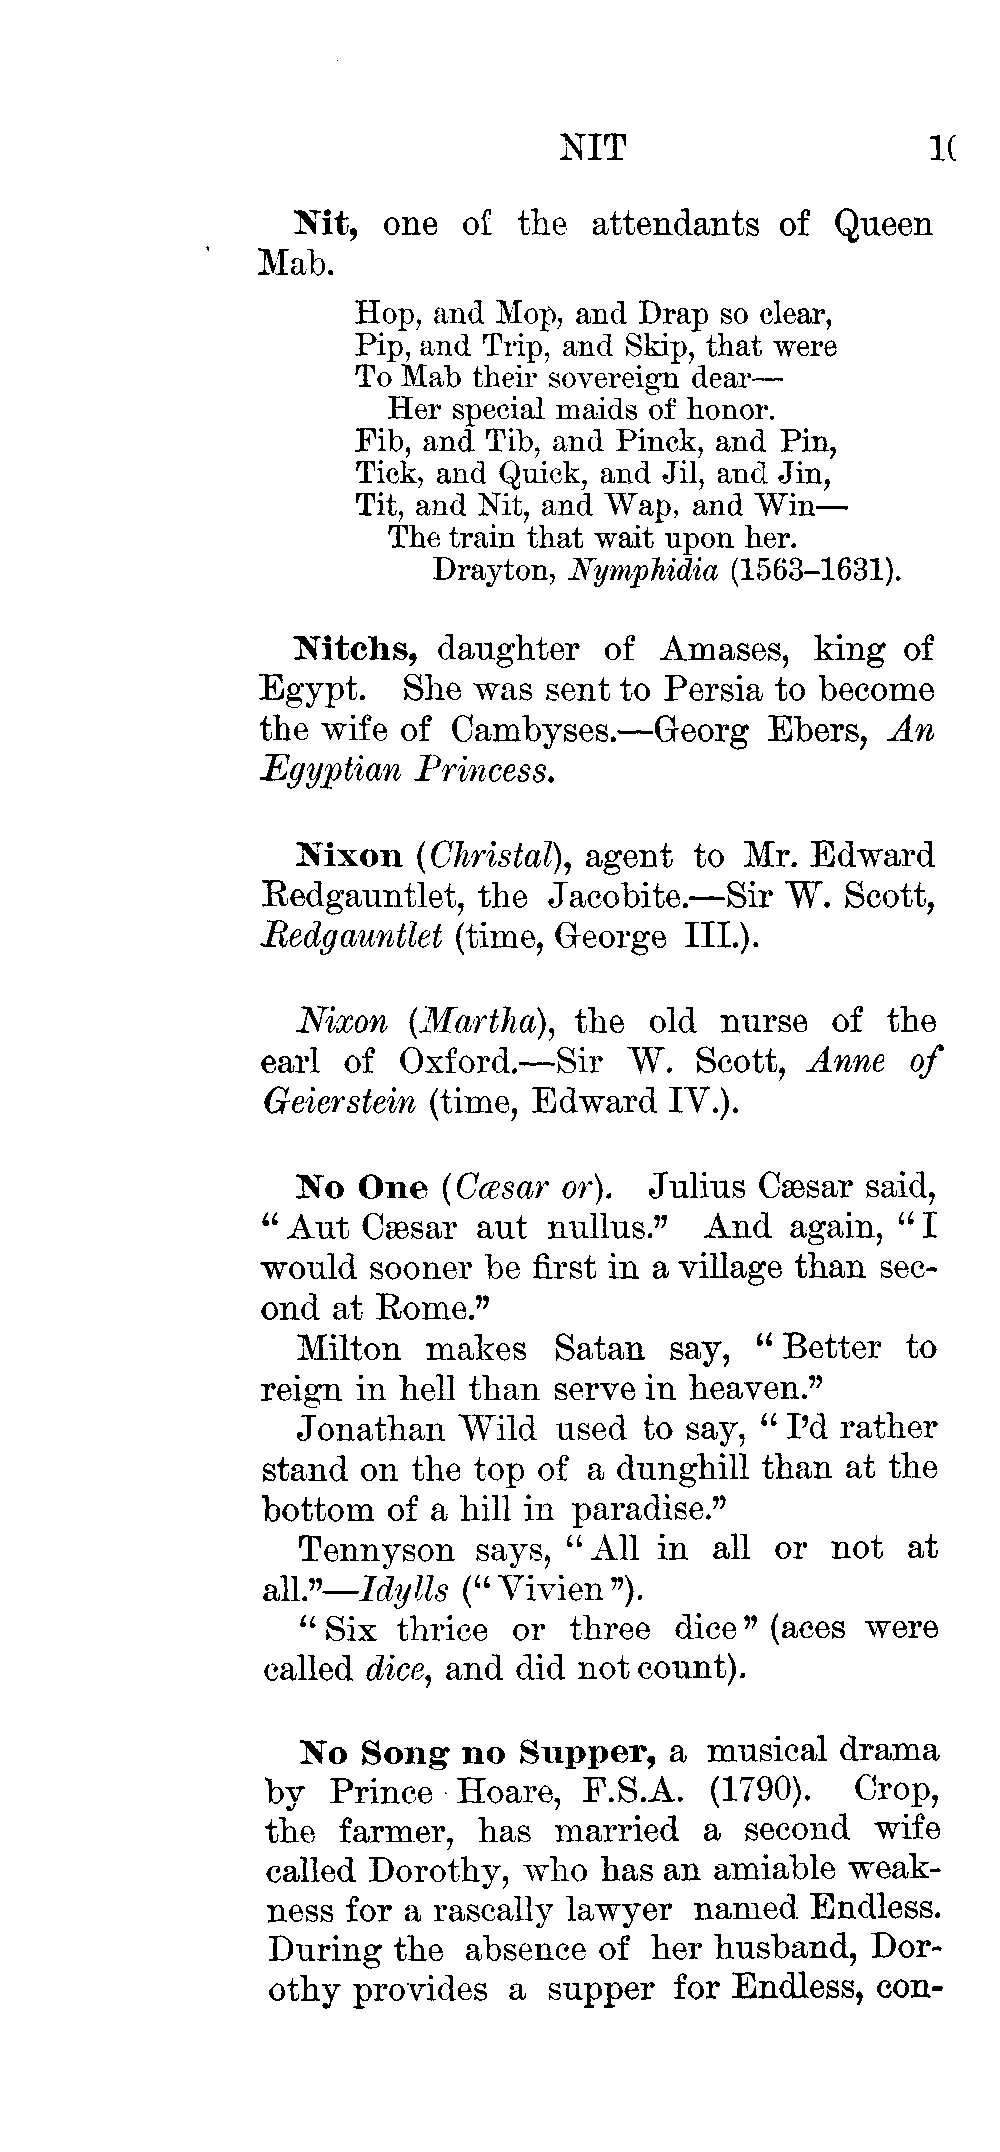 NIT 1(
Nit, one of the attendants of Queen
Mab.
Hop, and Mop, and Drap so clear,
Pip, and Trip, and Skip, that were
To Mab their sovereign dear—
Her special maids of honor.
Fib, and Tib, and Pinck, and Pin,
Tick, and Quick, and Jil, and Jin,
Tit, and Nit, and Wap, and Win—
The train that wait upon her.
Drayton, Nymphidia (1563–1631).
Nitchs, daughter of Amases, king of
Egypt. She was sent to Persia to become
the wife of Cambyses.—Georg Ebers, An
Egyptian Princess.
Nixon (Christal), agent to Mr. Edward
Redgauntlet, the Jacobite.—Sir W. Scott,
Redgauntlet (time, George III.).
Nixon (Martha), the old nurse of the
earl of Oxford.—Sir W. Scott, Anne of
Geierstein (time, Edward IV.).
No One (Cæsar or). Julius Cæsar said,
“Aut Cæsar aut nullus.” And again, “I
would sooner be first in a village than sec-
ond at Rome.”
Milton makes Satan say, “Better to
reign in hell than serve in heaven.”
Jonathan Wild used to say, “I’d rather
stand on the top of a dunghill than at the
bottom of a hill in paradise.”
Tennyson says, “All in all or not at
all.”—Idylls (“Vivien”).
“Six thrice or three dice” (aces were
called dice, and did not count).
No Song no Supper, a musical drama
by Prince Hoare, F.S.A. (1790). Crop,
the farmer, has married a second wife
called Dorothy, who has an amiable weak-
ness for a rascally lawyer named Endless.
During the absence of her husband, Dor-
othy provides a supper for Endless, con-